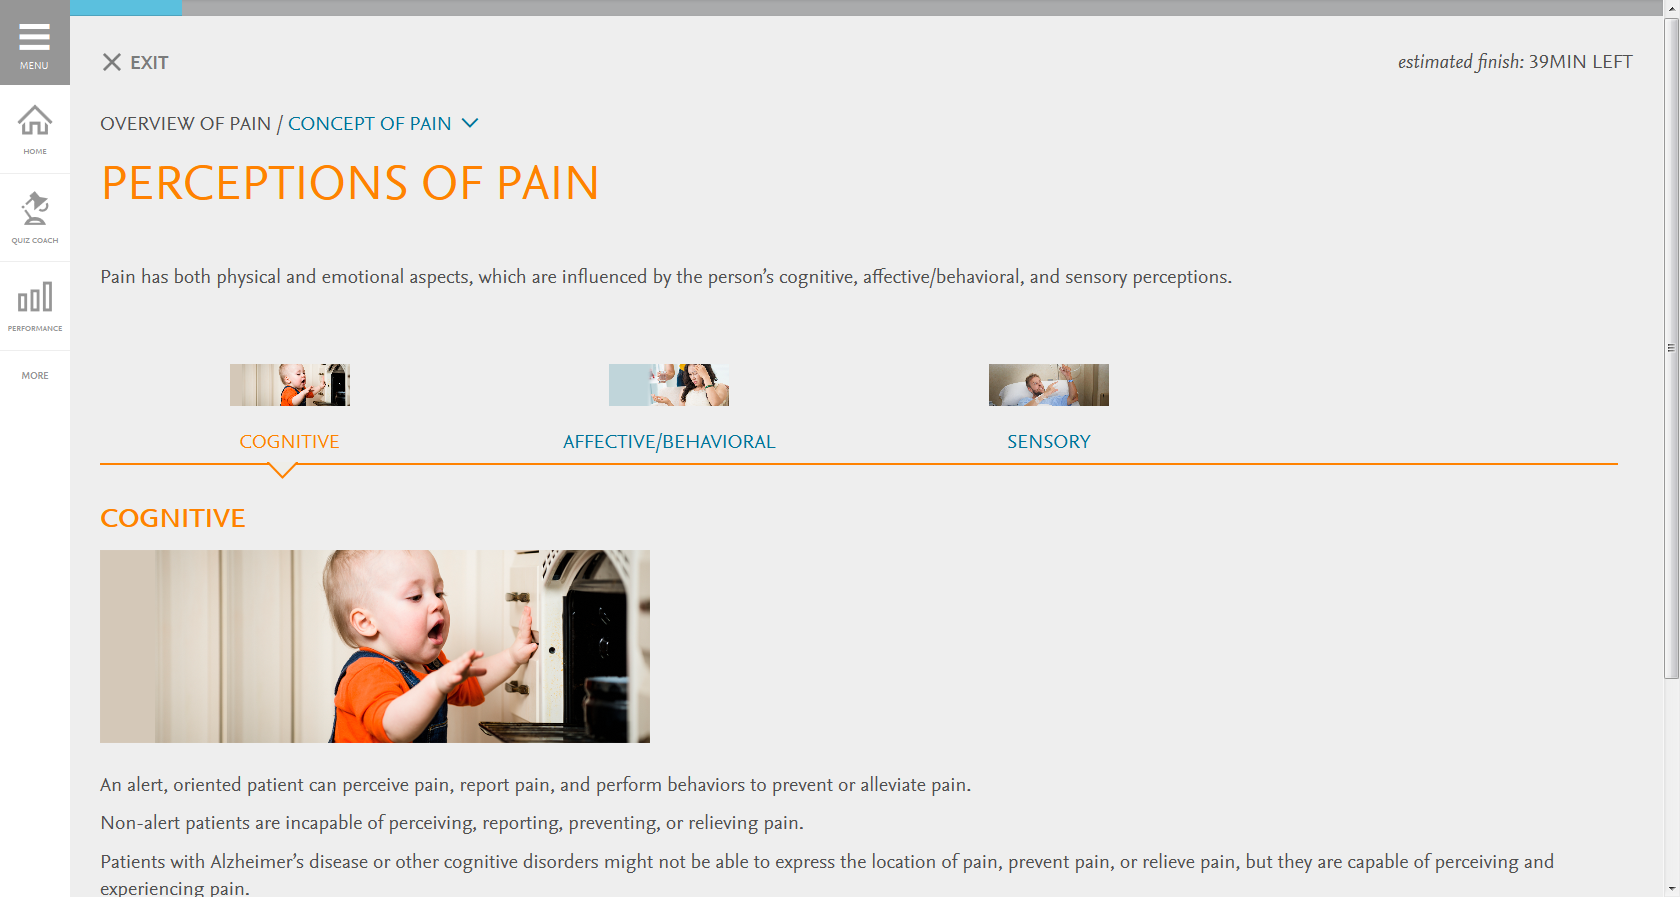 MENU
HOME
QUIZ COACH
PERFORMANCE
MORE
EXIT
estimated finish: 39MIN LEFT
OVERVIEW OF PAIN / CONCEPT OF PAIN
PERCEPTIONS OF PAIN
Pain has both physical and emotional aspects, which are influenced by the person’s cognitive, affective/behavioral, and sensory perceptions.
COGNITIVE
AFFECTIVE/BEHAVIORAL
SENSORY
COGNITIVE
An alert, oriented patient can perceive pain, report pain, and perform behaviors to prevent or alleviate pain.
Non-alert patients are incapable of perceiving, reporting, preventing, or relieving pain.
Patients with Alzheimer’s disease or other cognitive disorders might not be able to express the location of pain, prevent pain, or relieve pain, but they are capable of perceiving and
experiencing pain.